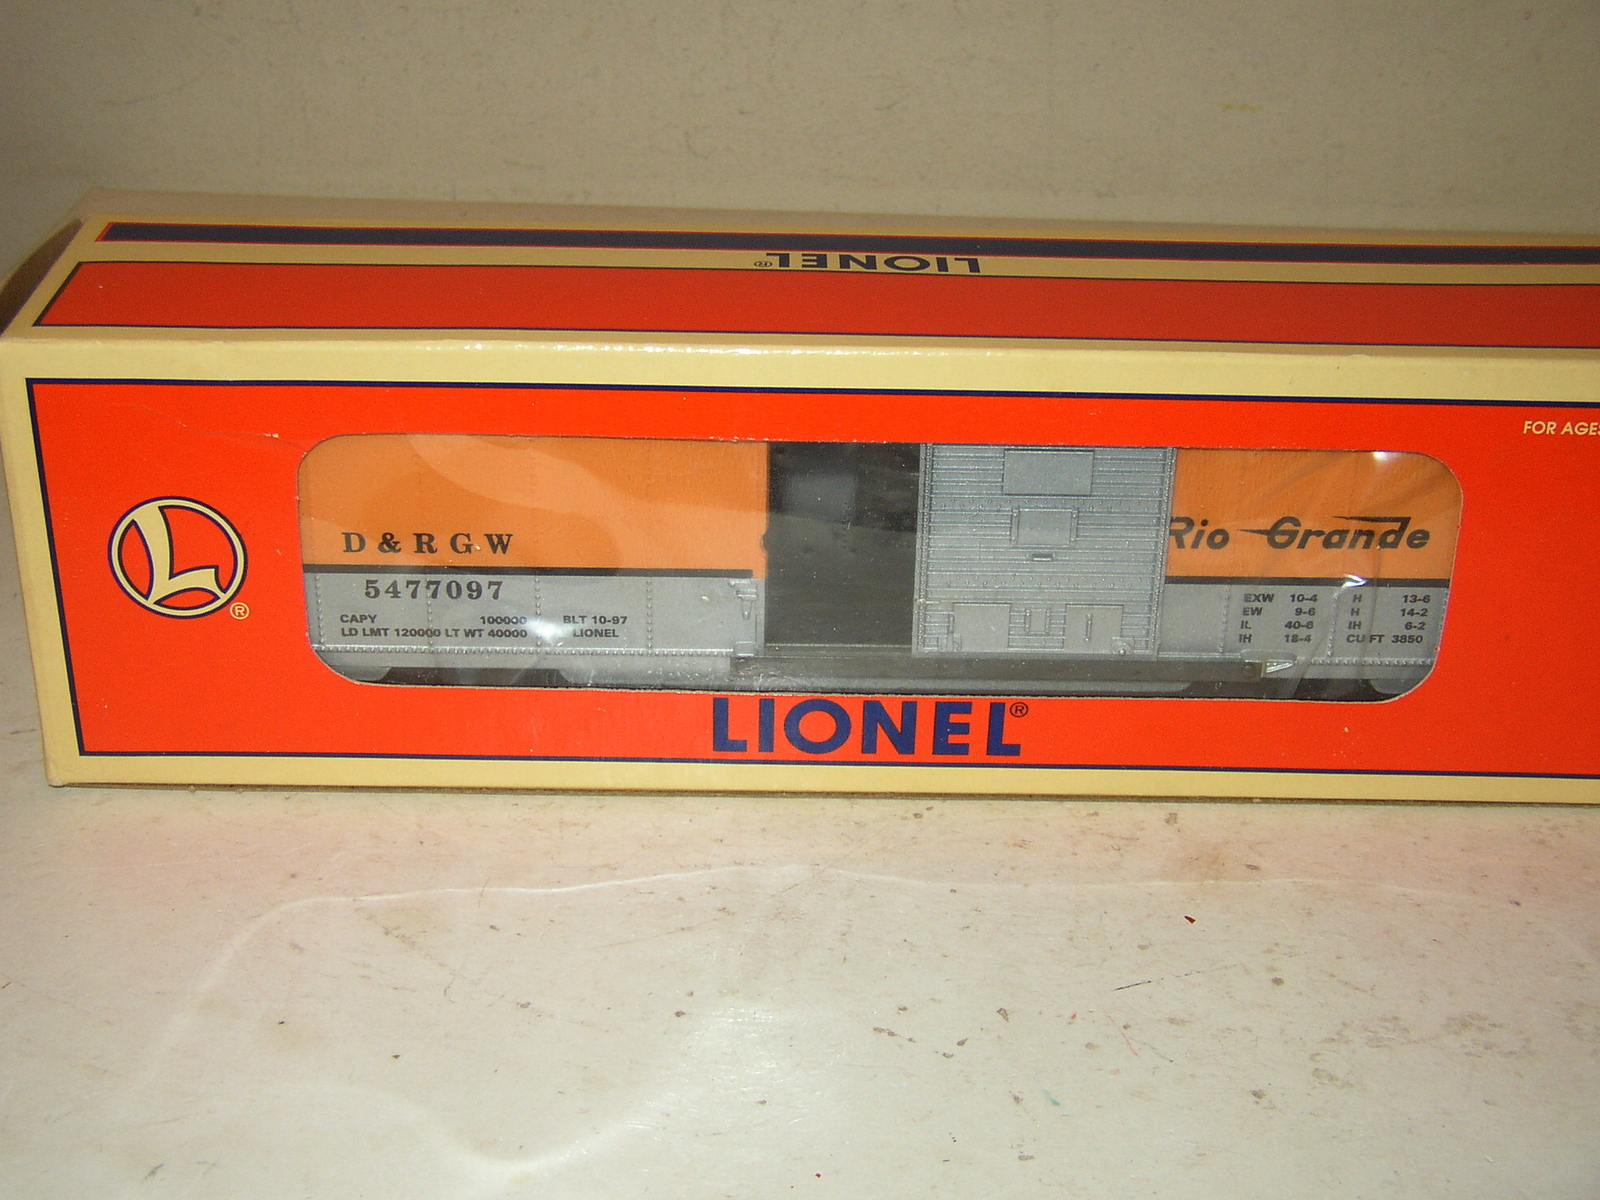 LIONEL®
FOR AGES
L®
D & R G W
5477097
CAPY 100000 BLT 10-97
LD LMT 120000 LT WT 40000 LIONEL
Rio Grande
EXW 10-4 H 13-6
EW 9-6 H 14-2
IL 40-6 IH 6-2
IH 18-4 CU FT 3850
LIONEL®